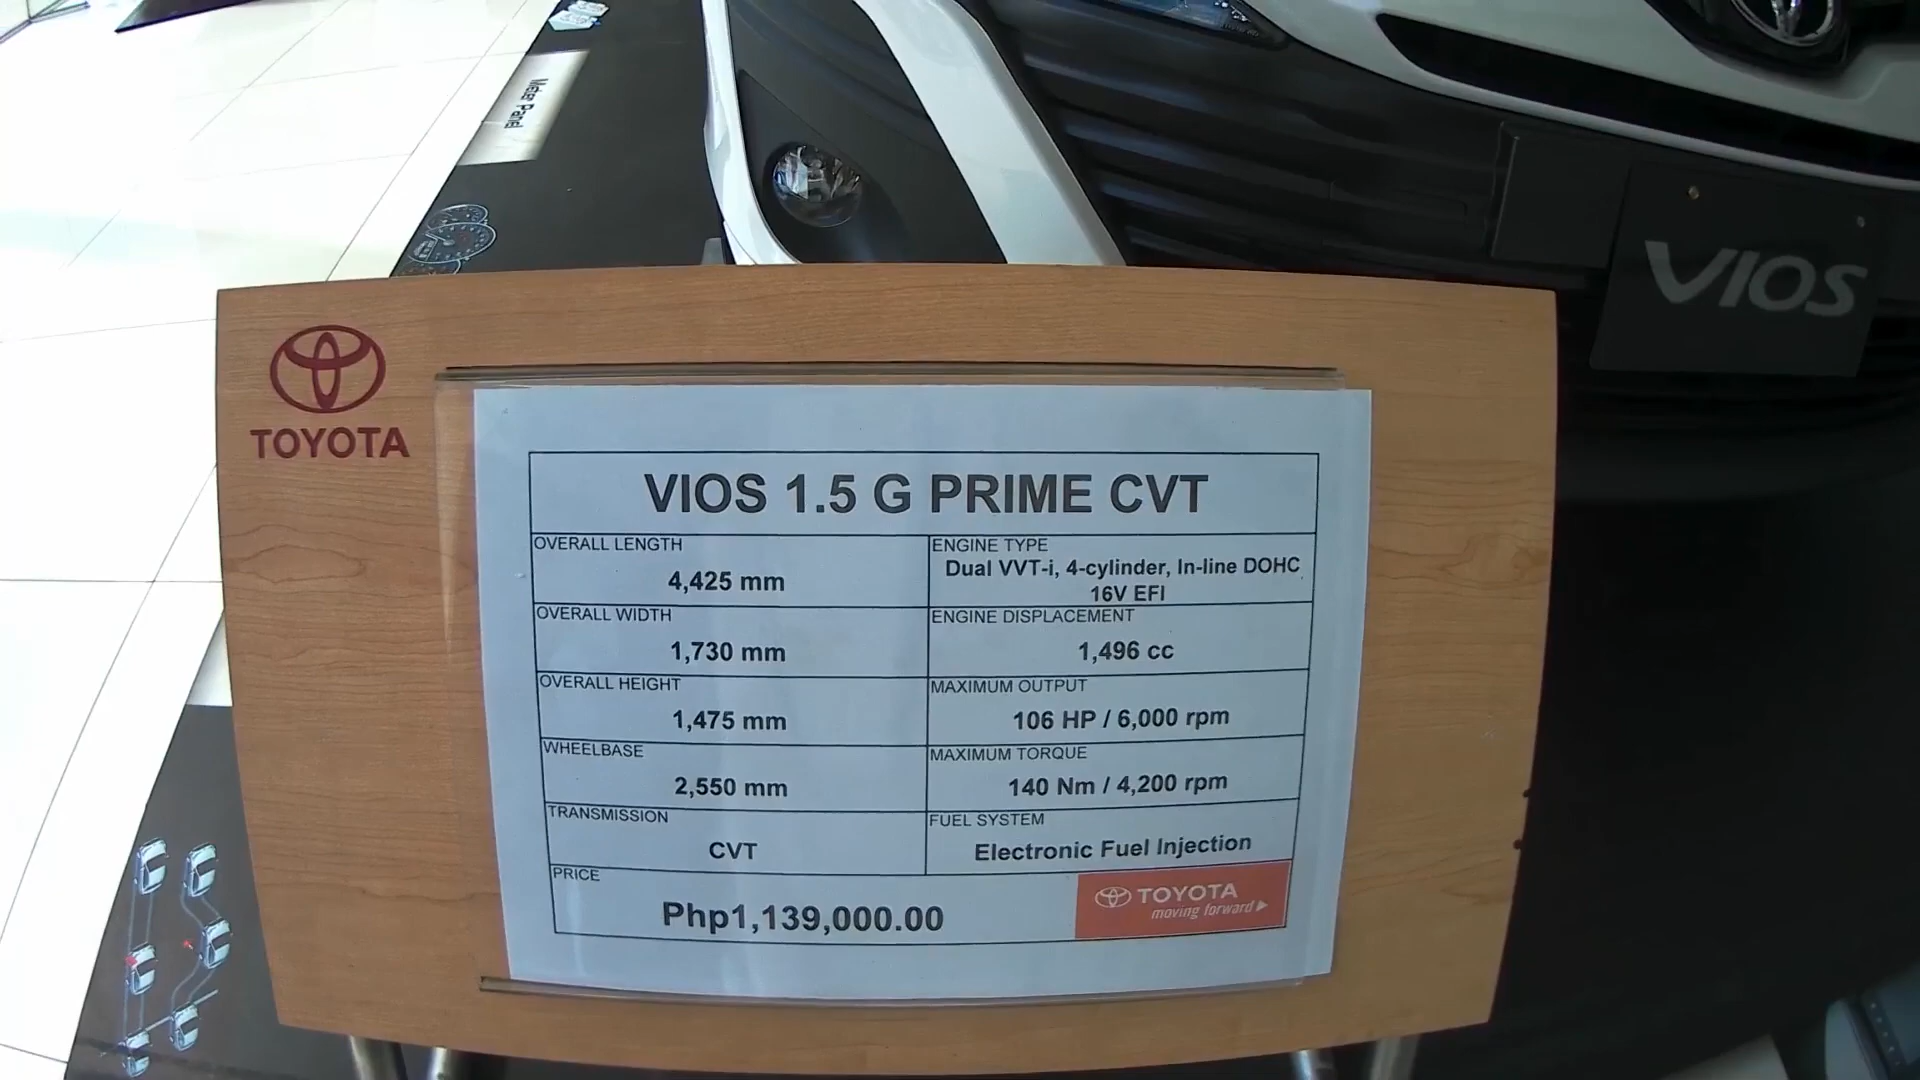 Meter Panel
VIOS
TOYOTA
VIOS 1.5 G PRIME CVT
OVERALL LENGTH
4,425 mm
ENGINE TYPE
Dual VVT-i, 4-cylinder, In-line DOHC
16V EFI
OVERALL WIDTH
1,730 mm
ENGINE DISPLACEMENT
1,496 cc
OVERALL HEIGHT
1,475 mm
MAXIMUM OUTPUT
106 HP / 6,000 rpm
WHEELBASE
2,550 mm
MAXIMUM TORQUE
140 Nm / 4,200 rpm
TRANSMISSION
CVT
FUEL SYSTEM
Electronic Fuel Injection
PRICE
Php1,139,000.00
TOYOTA
moving forward